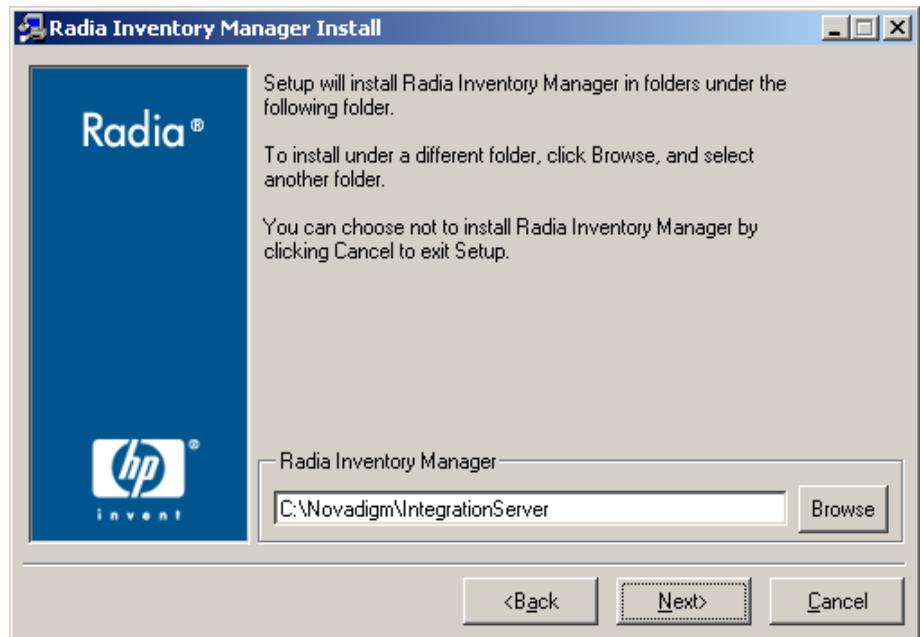 Radia Inventory Manager Install
Radia®
Setup will install Radia Inventory Manager in folders under the
following folder.
To install under a different folder, click Browse, and select
another folder.
You can choose not to install Radia Inventory Manager by
clicking Cancel to exit Setup.
hp®
invent
Radia Inventory Manager
C:\Novadigm\IntegrationServer
Browse
<Back
Next>
Cancel